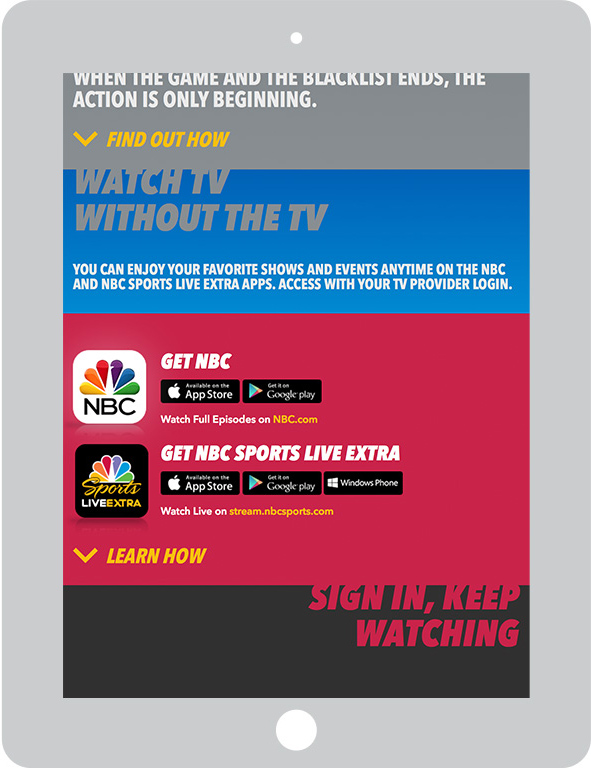 WHEN THE GAME AND THE BLACKLIST ENDS, THE
ACTION IS ONLY BEGINNING.
FIND OUT HOW
WATCH TV
WITHOUT THE TV
YOU CAN ENJOY YOUR FAVORITE SHOWS AND EVENTS ANYTIME ON THE NBC
AND NBC SPORTS LIVE EXTRA APPS. ACCESS WITH YOUR TV PROVIDER LOGIN.
NBC
GET NBC
Available on the App Store
Get it on Google play
Watch Full Episodes on NBC.com
Sports
LIVE EXTRA
GET NBC SPORTS LIVE EXTRA
Available on the App Store
Get it on Google play
Windows Phone
Watch Live on stream.nbcsports.com
LEARN HOW
SIGN IN, KEEP
WATCHING